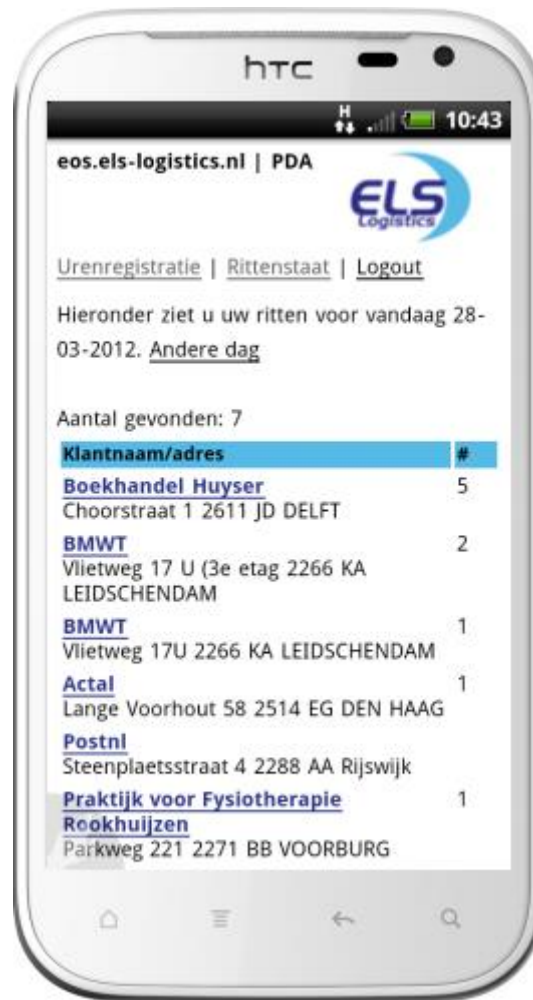 hTC
H 10:43
eos.els-logistics.nl | PDA
ELS
Logistics
Urenregistratie | Rittenstaat | Logout
Hieronder ziet u uw ritten voor vandaag 28-
03-2012. Andere dag
Aantal gevonden: 7
Klantnaam/adres #
Boekhandel Huyser 5
Choorstraat 1 2611 JD DELFT
BMWT 2
Vlietweg 17 U (3e etag 2266 KA
LEIDSCHENDAM
BMWT 1
Vlietweg 17U 2266 KA LEIDSCHENDAM
Actal 1
Lange Voorhout 58 2514 EG DEN HAAG
Postnl
Steenplaetsstraat 4 2288 AA Rijswijk
Praktijk voor Fysiotherapie 1
Rookhuijzen
Parkweg 221 2271 BB VOORBURG